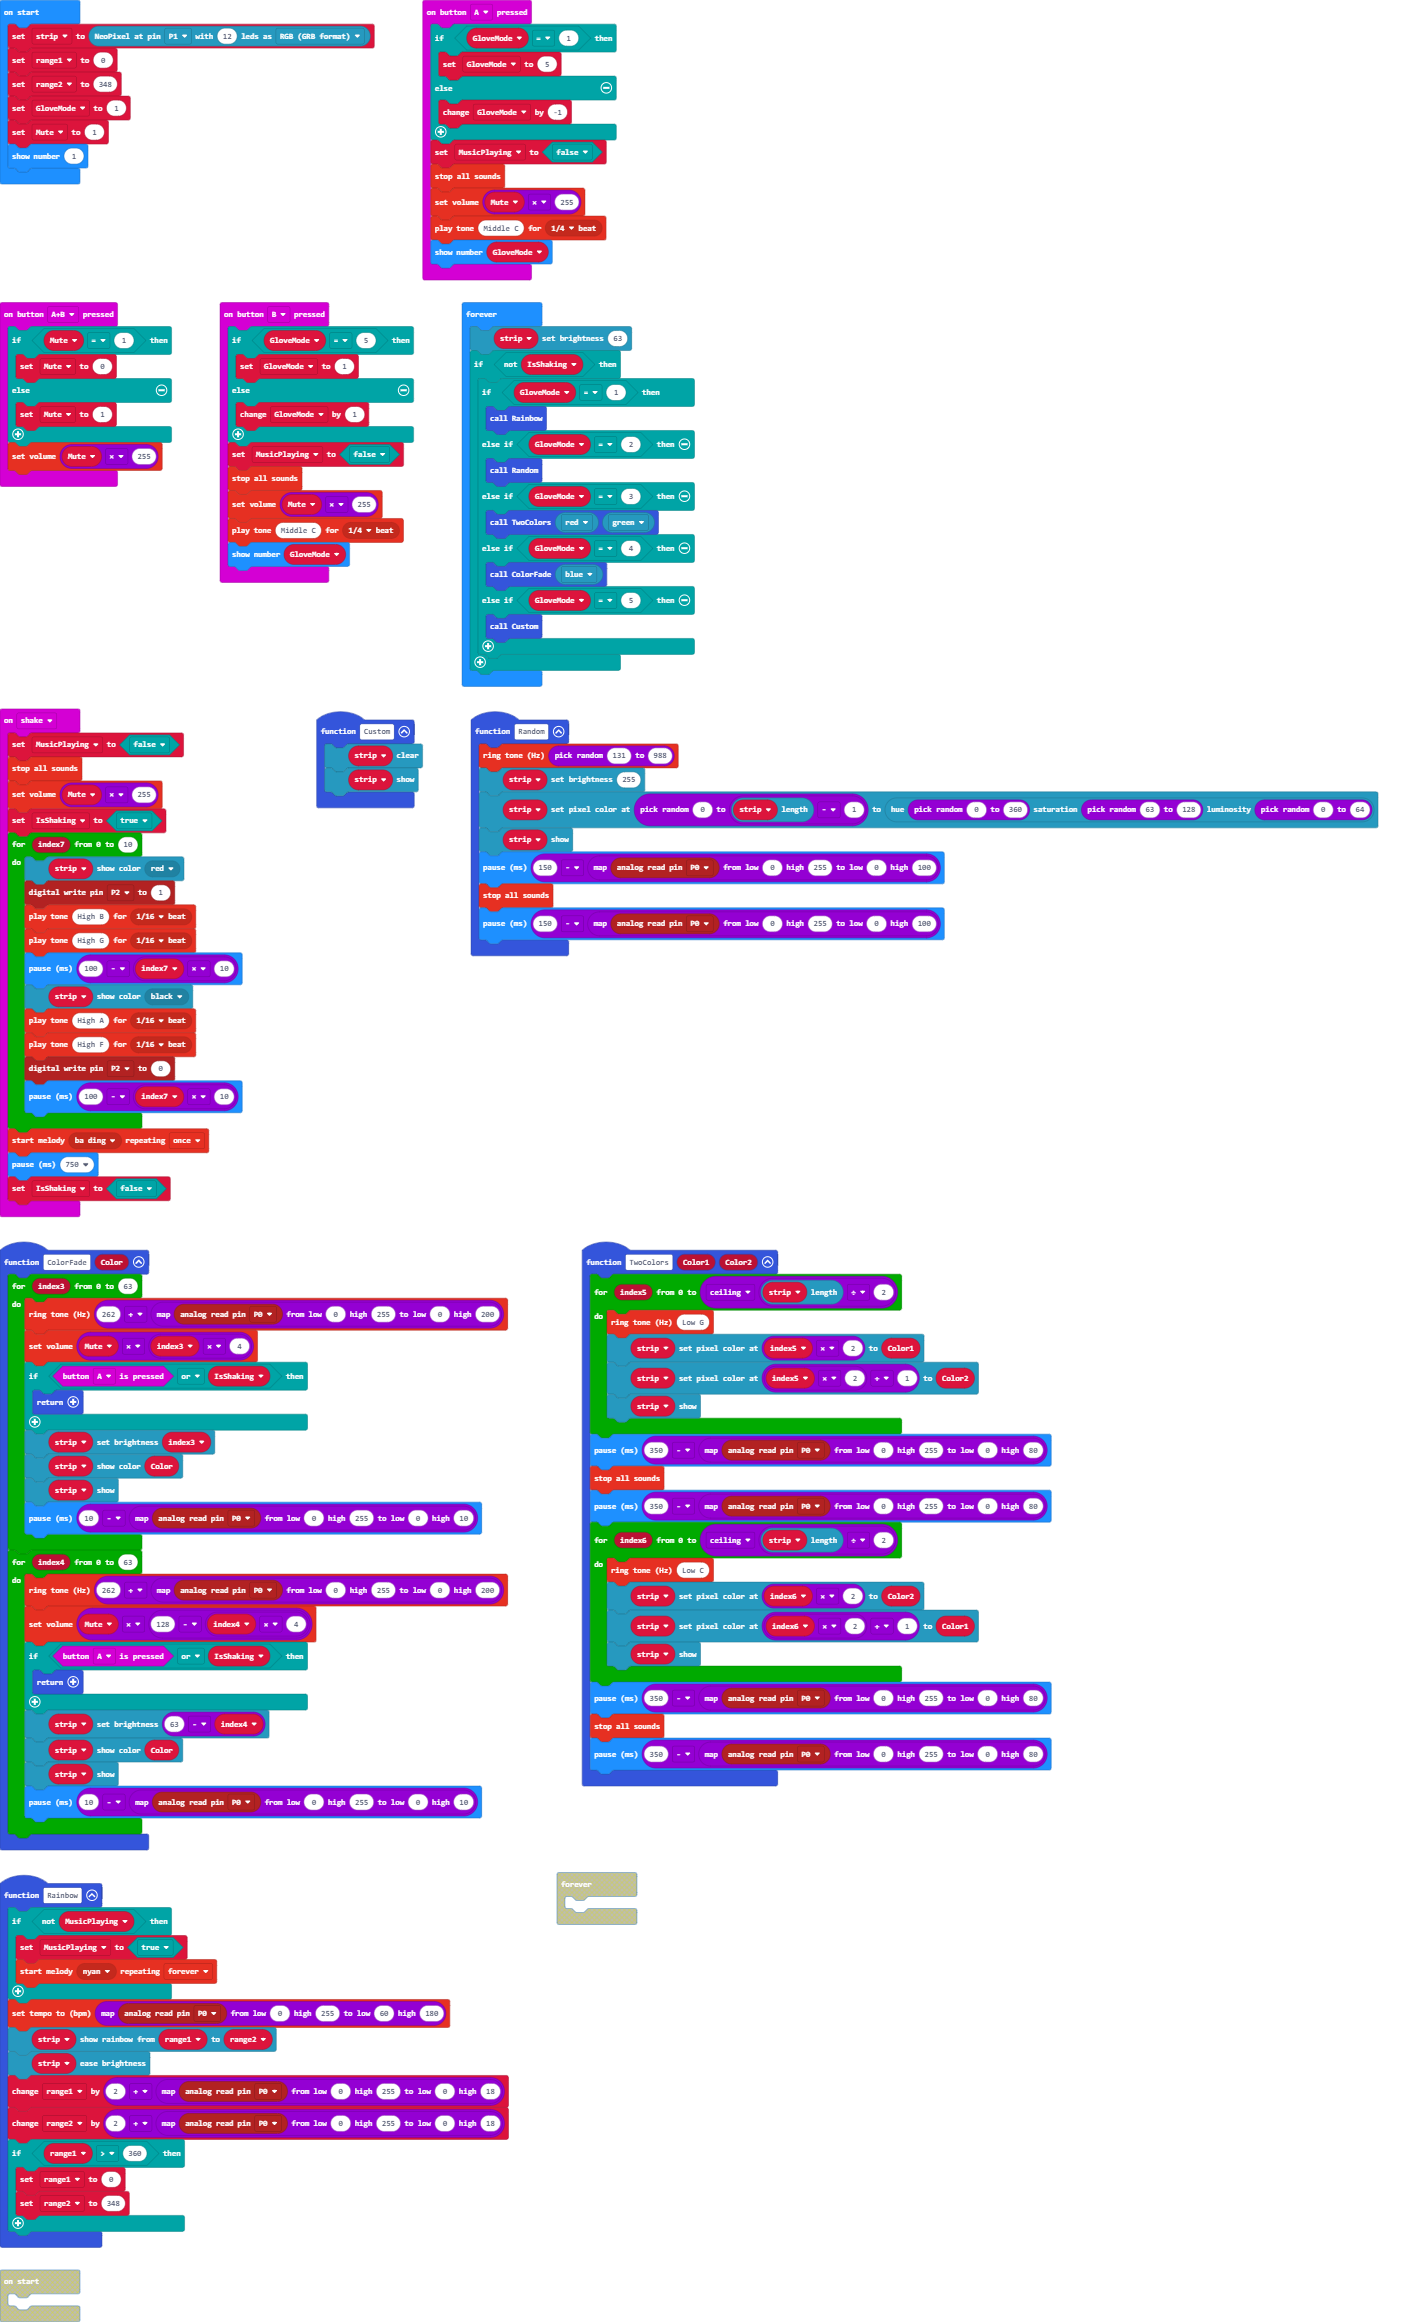 on start
set strip to NeoPixel at pin P1 with 12 leds as RGB (GRB format)
set range1 to 0
set range2 to 348
set GloveMode to 1
set Mute to 1
show number 1
on button A pressed
if GloveMode = 1 then
set GloveMode to 5
else
change GloveMode by -1
set MusicPlaying to false
stop all sounds
set volume Mute × 255
play tone Middle C for 1/4 beat
show number GloveMode
on button A+B pressed
if Mute = 1 then
set Mute to 0
else
set Mute to 1
set volume Mute × 255
on button B pressed
if GloveMode = 5 then
set GloveMode to 1
else
change GloveMode by 1
set MusicPlaying to false
stop all sounds
set volume Mute × 255
play tone Middle C for 1/4 beat
show number GloveMode
forever
strip set brightness 63
if not IsShaking then
if GloveMode = 1 then
call Rainbow
else if GloveMode = 2 then
call Random
else if GloveMode = 3 then
call TwoColors red green
else if GloveMode = 4 then
call ColorFade blue
else if GloveMode = 5 then
call Custom
on shake
set MusicPlaying to false
stop all sounds
set volume Mute × 255
set IsShaking to true
for index7 from 0 to 10
do
strip show color red
digital write pin P2 to 1
play tone High B for 1/16 beat
play tone High G for 1/16 beat
pause (ms) 100 - index7 × 10
strip show color black
play tone High A for 1/16 beat
play tone High F for 1/16 beat
digital write pin P2 to 0
pause (ms) 100 - index7 × 10
start melody ba ding repeating once
pause (ms) 750
set IsShaking to false
function Custom
strip clear
strip show
function Random
ring tone (Hz) pick random 131 to 988
strip set brightness 255
strip set pixel color at pick random 0 to strip length - 1 to hue pick random 0 to 360 saturation pick random 63 to 128 luminosity pick random 0 to 64
strip show
pause (ms) 150 - map analog read pin P0 from low 0 high 255 to low 0 high 100
stop all sounds
pause (ms) 150 - map analog read pin P0 from low 0 high 255 to low 0 high 100
function ColorFade Color
for index3 from 0 to 63
do
ring tone (Hz) 262 + map analog read pin P0 from low 0 high 255 to low 0 high 200
set volume Mute × index3 × 4
if button A is pressed or IsShaking then
return
strip set brightness index3
strip show color Color
strip show
pause (ms) 10 - map analog read pin P0 from low 0 high 255 to low 0 high 10
for index4 from 0 to 63
do
ring tone (Hz) 262 + map analog read pin P0 from low 0 high 255 to low 0 high 200
set volume Mute × 128 - index4 × 4
if button A is pressed or IsShaking then
return
strip set brightness 63 - index4
strip show color Color
strip show
pause (ms) 10 - map analog read pin P0 from low 0 high 255 to low 0 high 10
function TwoColors Color1 Color2
for index5 from 0 to ceiling strip length ÷ 2
do
ring tone (Hz) Low G
strip set pixel color at index5 × 2 to Color1
strip set pixel color at index5 × 2 + 1 to Color2
strip show
pause (ms) 350 - map analog read pin P0 from low 0 high 255 to low 0 high 80
stop all sounds
pause (ms) 350 - map analog read pin P0 from low 0 high 255 to low 0 high 80
for index6 from 0 to ceiling strip length ÷ 2
do
ring tone (Hz) Low C
strip set pixel color at index6 × 2 to Color2
strip set pixel color at index6 × 2 + 1 to Color1
strip show
pause (ms) 350 - map analog read pin P0 from low 0 high 255 to low 0 high 80
stop all sounds
pause (ms) 350 - map analog read pin P0 from low 0 high 255 to low 0 high 80
function Rainbow
if not MusicPlaying then
set MusicPlaying to true
start melody nyan repeating forever
set tempo to (bpm) map analog read pin P0 from low 0 high 255 to low 60 high 180
strip show rainbow from range1 to range2
strip ease brightness
change range1 by 2 + map analog read pin P0 from low 0 high 255 to low 0 high 18
change range2 by 2 + map analog read pin P0 from low 0 high 255 to low 0 high 18
if range1 > 360 then
set range1 to 0
set range2 to 348
forever
on start